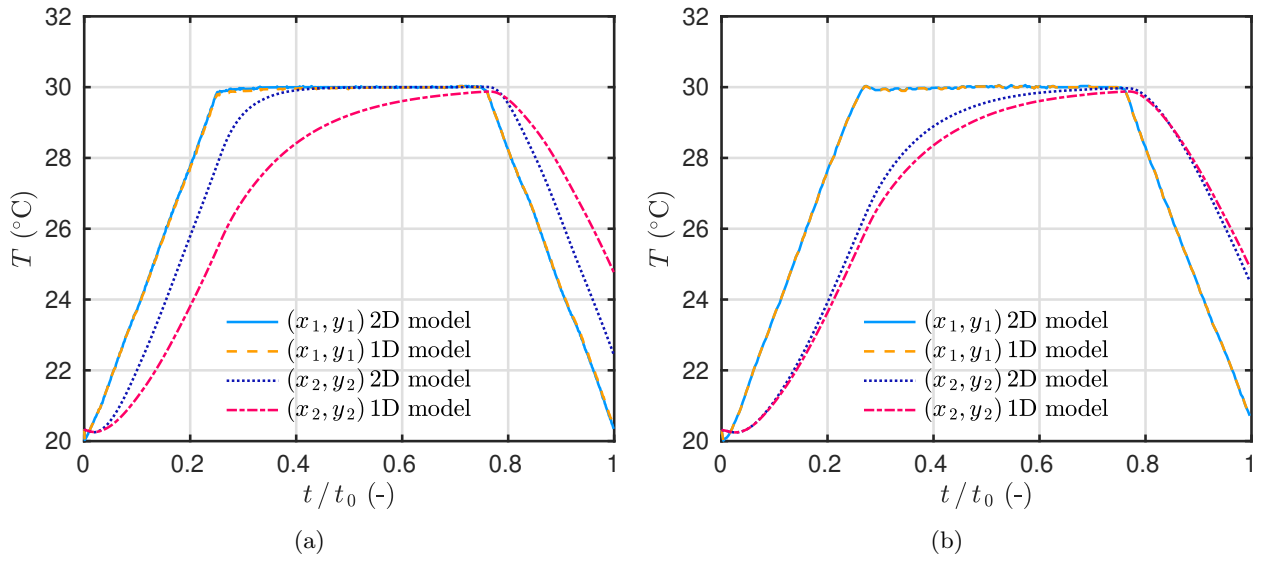 32
30
28
26
24
22
20
T (°C)
0
0.2
0.4
0.6
0.8
1
t / t0 (-)
(x1, y1) 2D model
(x1, y1) 1D model
(x2, y2) 2D model
(x2, y2) 1D model
(a)
32
30
28
26
24
22
20
T (°C)
0
0.2
0.4
0.6
0.8
1
t / t0 (-)
(x1, y1) 2D model
(x1, y1) 1D model
(x2, y2) 2D model
(x2, y2) 1D model
(b)